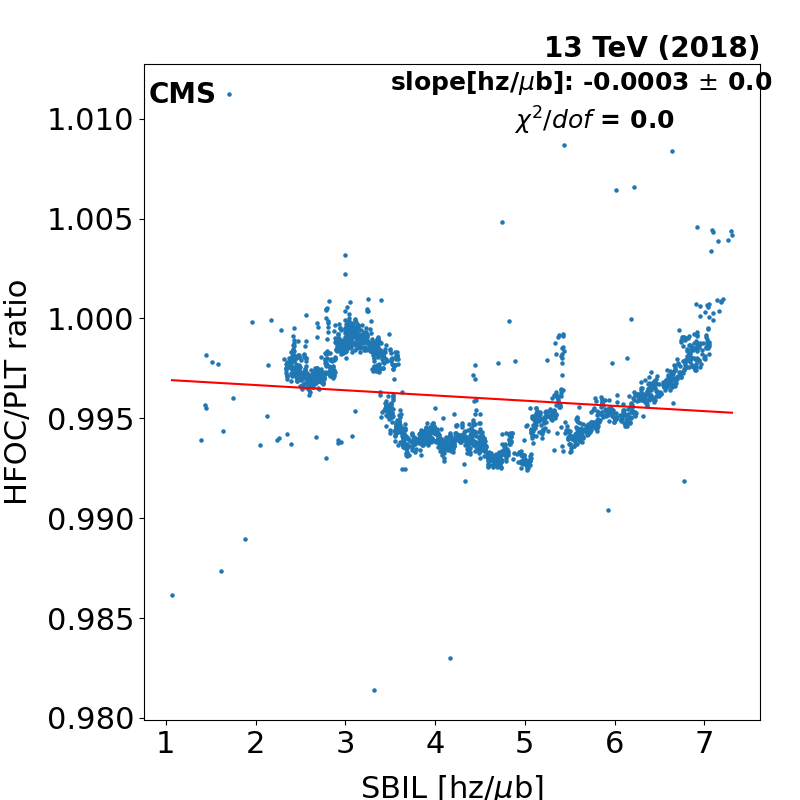 13 TeV (2018)
CMS
slope[hz/μb]: -0.0003 ± 0.0
χ²/dof = 0.0
HFOC/PLT ratio
1.010
1.005
1.000
0.995
0.990
0.985
0.980
1 2 3 4 5 6 7
SBIL [hz/μb]